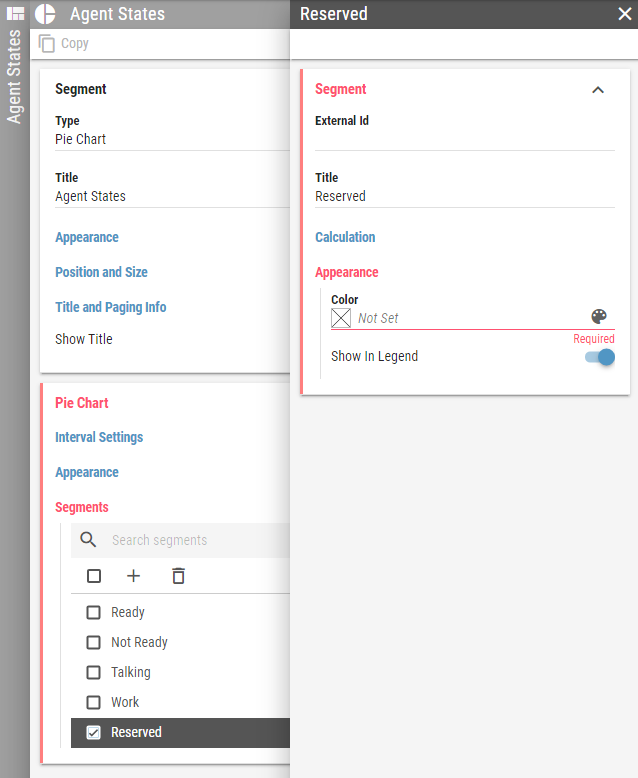 Agent States
Agent States
Copy
Segment
Type
Pie Chart
Title
Agent States
Appearance
Position and Size
Title and Paging Info
Show Title
Pie Chart
Interval Settings
Appearance
Segments
Search segments
Ready
Not Ready
Talking
Work
Reserved
Reserved
Segment
External Id
Title
Reserved
Calculation
Appearance
Color
Not Set
Required
Show In Legend